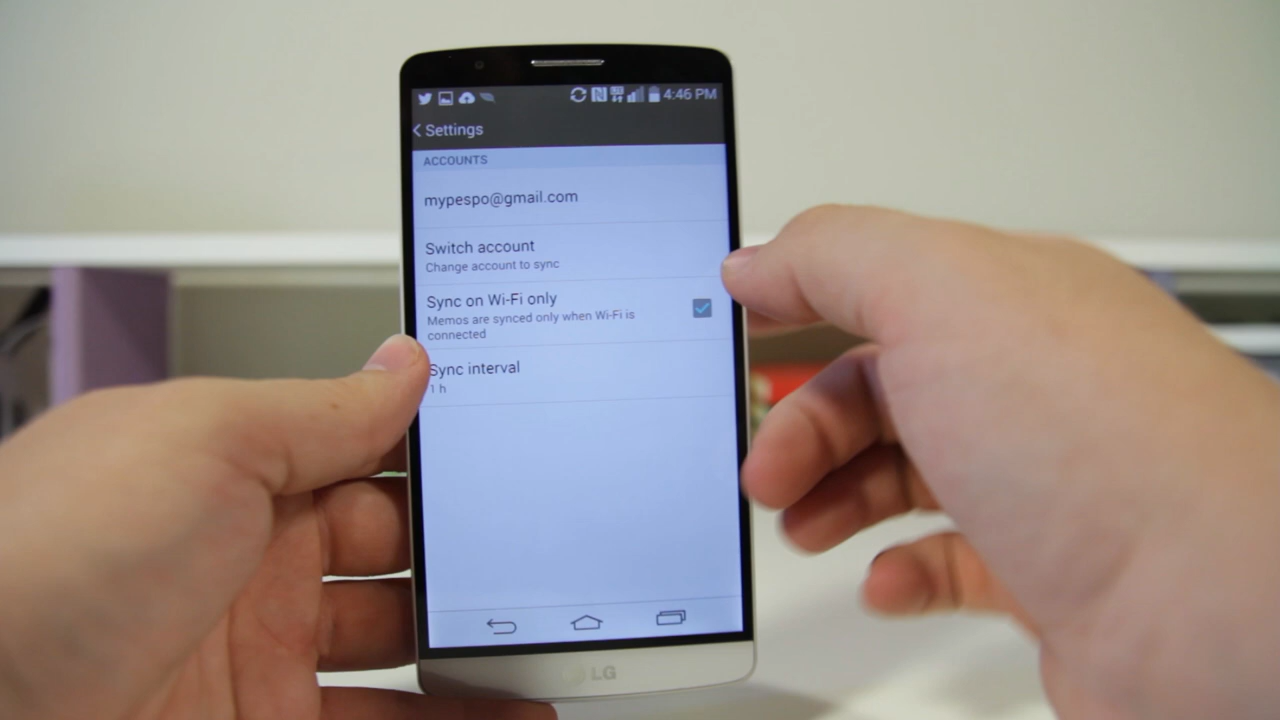 4:46 PM
Settings
ACCOUNTS
mypespo@gmail.com
Switch account
Change account to sync
Sync on Wi-Fi only
Memos are synced only when Wi-Fi is
connected
Sync interval
1 h
LG